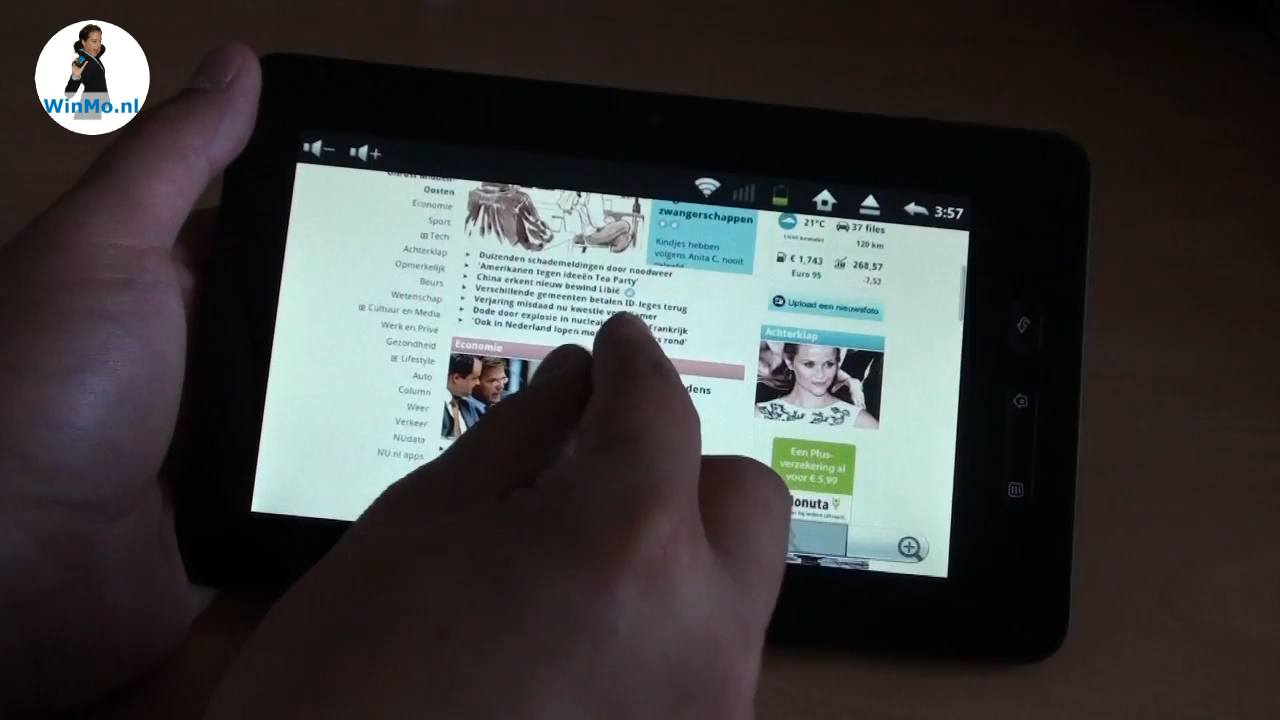 WinMo.nl
3:57
Oosten
Economie
Sport
Tech
Achterklap
Opmerkelijk
Beurs
Wetenschap
Cultuur en Media
Werk en Privé
Gezondheid
Lifestyle
Auto
Column
Weer
Verkeer
NUdata
NU.nl apps
zwangerschappen
Kindjes hebben
volgens Anita C. nooit
Duizenden schademeldingen door noodweer
'Amerikanen tegen ideeën Tea Party'
China erkent nieuw bewind Libië
Verschillende gemeenten betalen ID-leges terug
Verjaring misdaad nu kwestie
Dode door explosie in Frankrijk
'Ook in Nederland lopen rond'
Economie
21°C
37 files
120 km
€ 1,743
Euro 95
268,57
-7,53
Upload een nieuwsfoto
Achterklap
Een Plus-
verzekering al
voor € 5,99